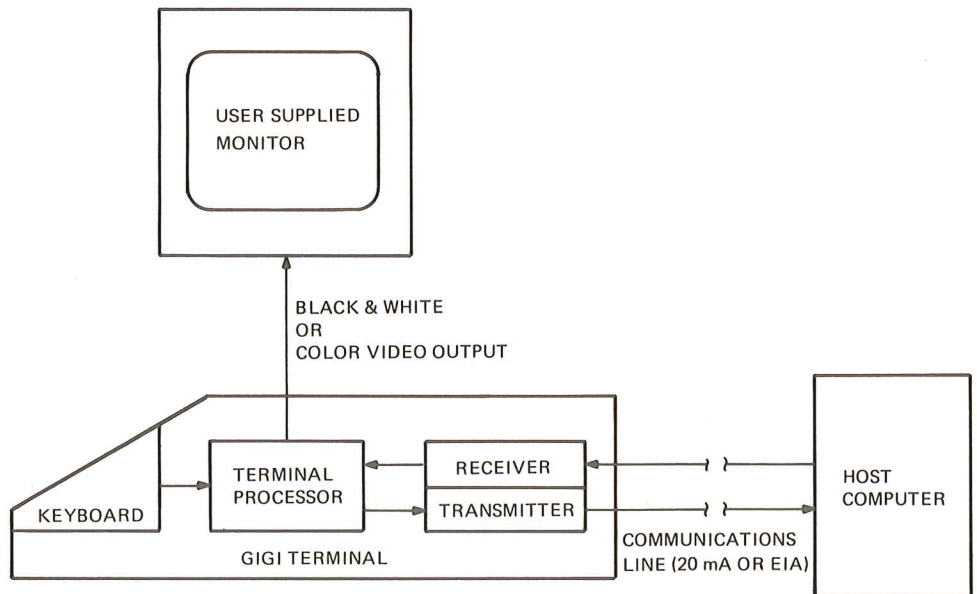 USER SUPPLIED
MONITOR
BLACK & WHITE
OR
COLOR VIDEO OUTPUT
KEYBOARD
TERMINAL
PROCESSOR
RECEIVER
TRANSMITTER
GIGI TERMINAL
COMMUNICATIONS
LINE (20 mA OR EIA)
HOST
COMPUTER